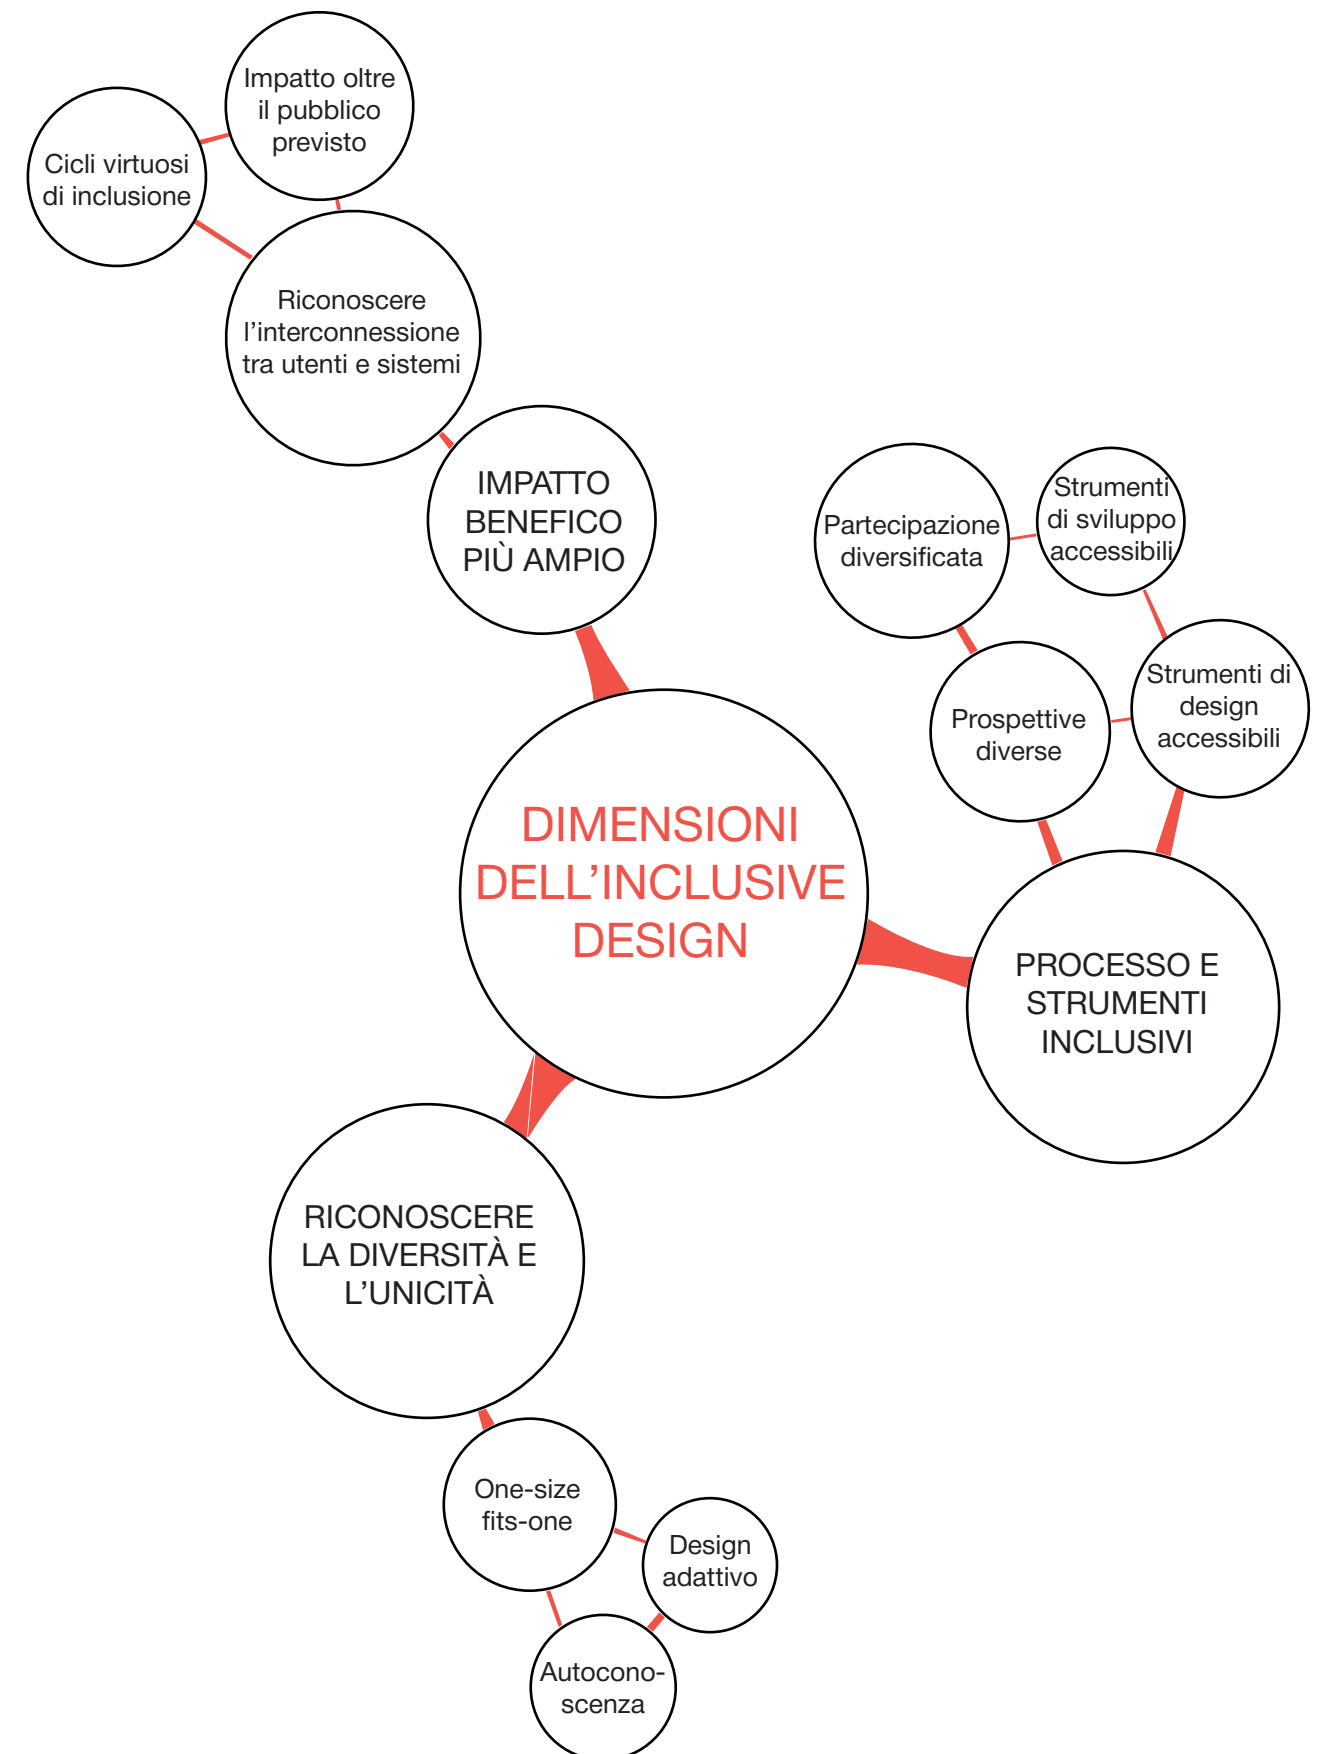 Impatto oltre
il pubblico
previsto
Cicli virtuosi
di inclusione
Riconoscere
l’interconnessione
tra utenti e sistemi
IMPATTO
BENEFICO
PIÙ AMPIO
Partecipazione
diversificata
Strumenti
di sviluppo
accessibili
Prospettive
diverse
Strumenti di
design
accessibili
DIMENSIONI
DELL’INCLUSIVE
DESIGN
PROCESSO E
STRUMENTI
INCLUSIVI
RICONOSCERE
LA DIVERSITÀ E
L’UNICITÀ
One-size
fits-one
Design
adattivo
Autocono-
scenza